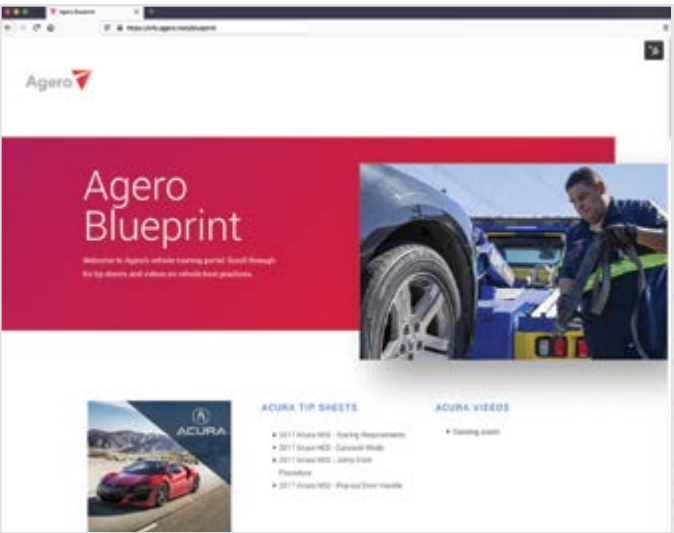 Agero Blueprint
https://info.agero.com/blueprint
Agero
Agero
Blueprint
Welcome to Agero's vehicle training portal. Scroll through
for tip sheets and videos on vehicle best practices.
ACURA
ACURA TIP SHEETS
2017 Acura NSX - Towing Requirements
2017 Acura NSX - Carwash Mode
2017 Acura NSX - Jump Start
Procedure
2017 Acura NSX - Pop-out Door Handle
ACURA VIDEOS
Coming soon!